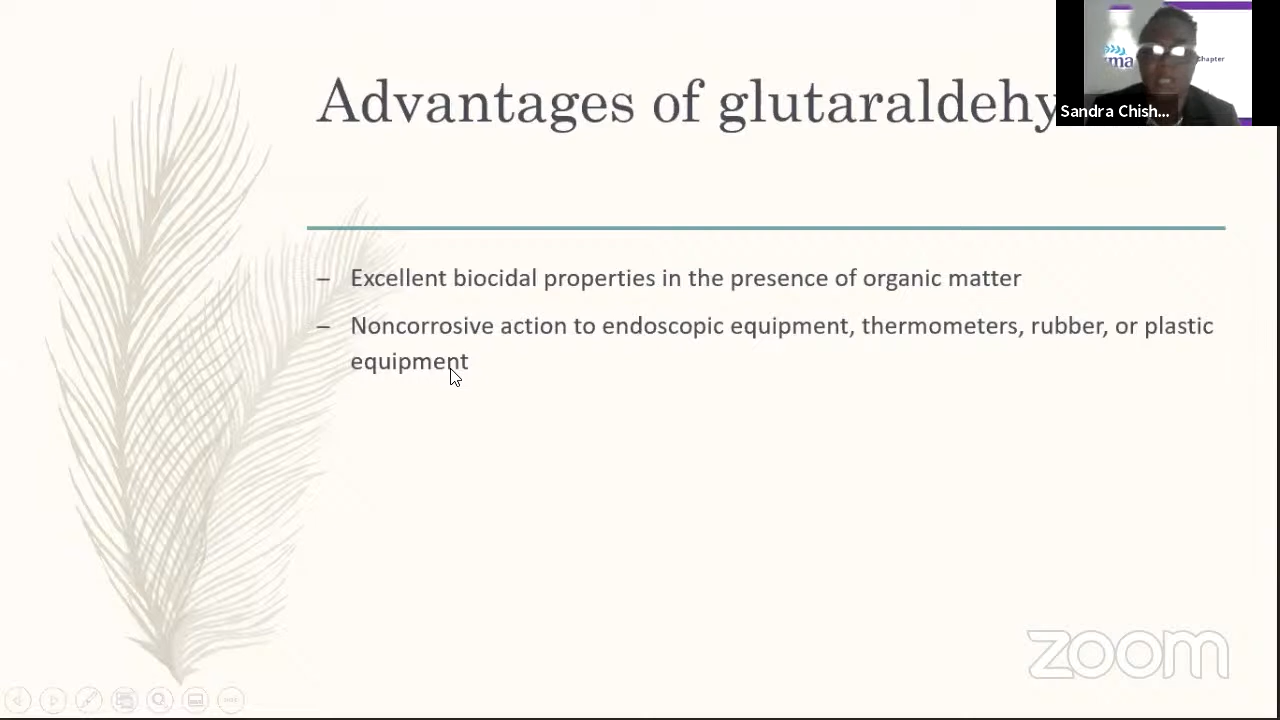 Advantages of glutaraldehy
Sandra Chish...
– Excellent biocidal properties in the presence of organic matter
– Noncorrosive action to endoscopic equipment, thermometers, rubber, or plastic
equipment
zoom